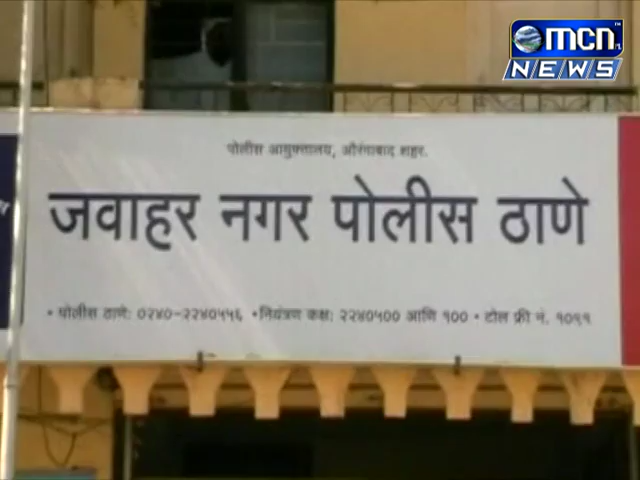 mcn
NEWS
पोलीस आयुक्तालय, औरंगाबाद शहर.
जवाहर नगर पोलीस ठाणे
• पोलीस ठाणे: ०२४०-२२४०५५६ • नियंत्रण कक्ष: २२४०५०० आणि १०० • टोल फ्री नं. १०९१